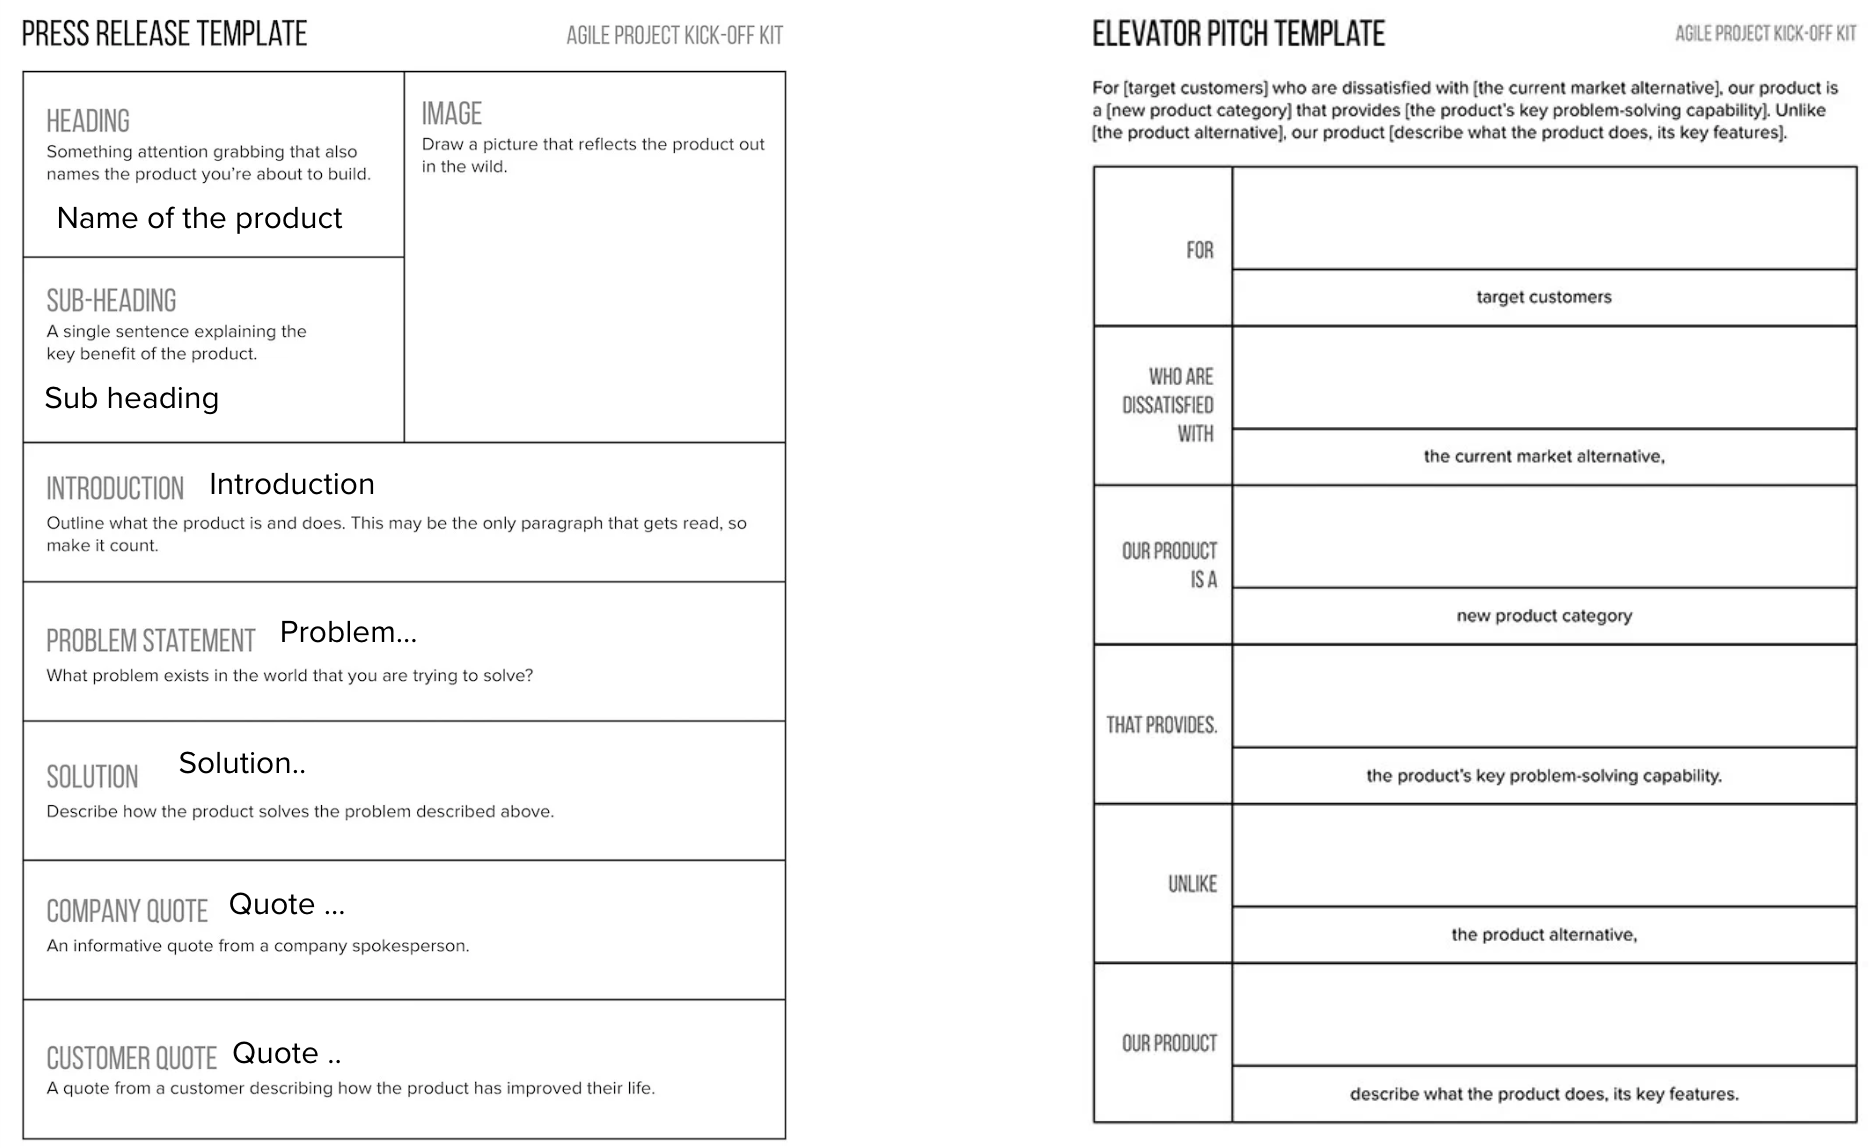 PRESS RELEASE TEMPLATE
AGILE PROJECT KICK-OFF KIT
HEADING
Something attention grabbing that also
names the product you're about to build.
Name of the product
IMAGE
Draw a picture that reflects the product out
in the wild.
SUB-HEADING
A single sentence explaining the
key benefit of the product.
Sub heading
INTRODUCTION Introduction
Outline what the product is and does. This may be the only paragraph that gets read, so
make it count.
PROBLEM STATEMENT Problem...
What problem exists in the world that you are trying to solve?
SOLUTION Solution..
Describe how the product solves the problem described above.
COMPANY QUOTE Quote ...
An informative quote from a company spokesperson.
CUSTOMER QUOTE Quote ..
A quote from a customer describing how the product has improved their life.
ELEVATOR PITCH TEMPLATE
AGILE PROJECT KICK-OFF KIT
For [target customers] who are dissatisfied with [the current market alternative], our product is
a [new product category] that provides [the product's key problem-solving capability]. Unlike
[the product alternative], our product [describe what the product does, its key features].
FOR
target customers
WHO ARE
DISSATISFIED
WITH
the current market alternative,
OUR PRODUCT
IS A
new product category
THAT PROVIDES.
the product's key problem-solving capability.
UNLIKE
the product alternative,
OUR PRODUCT
describe what the product does, its key features.